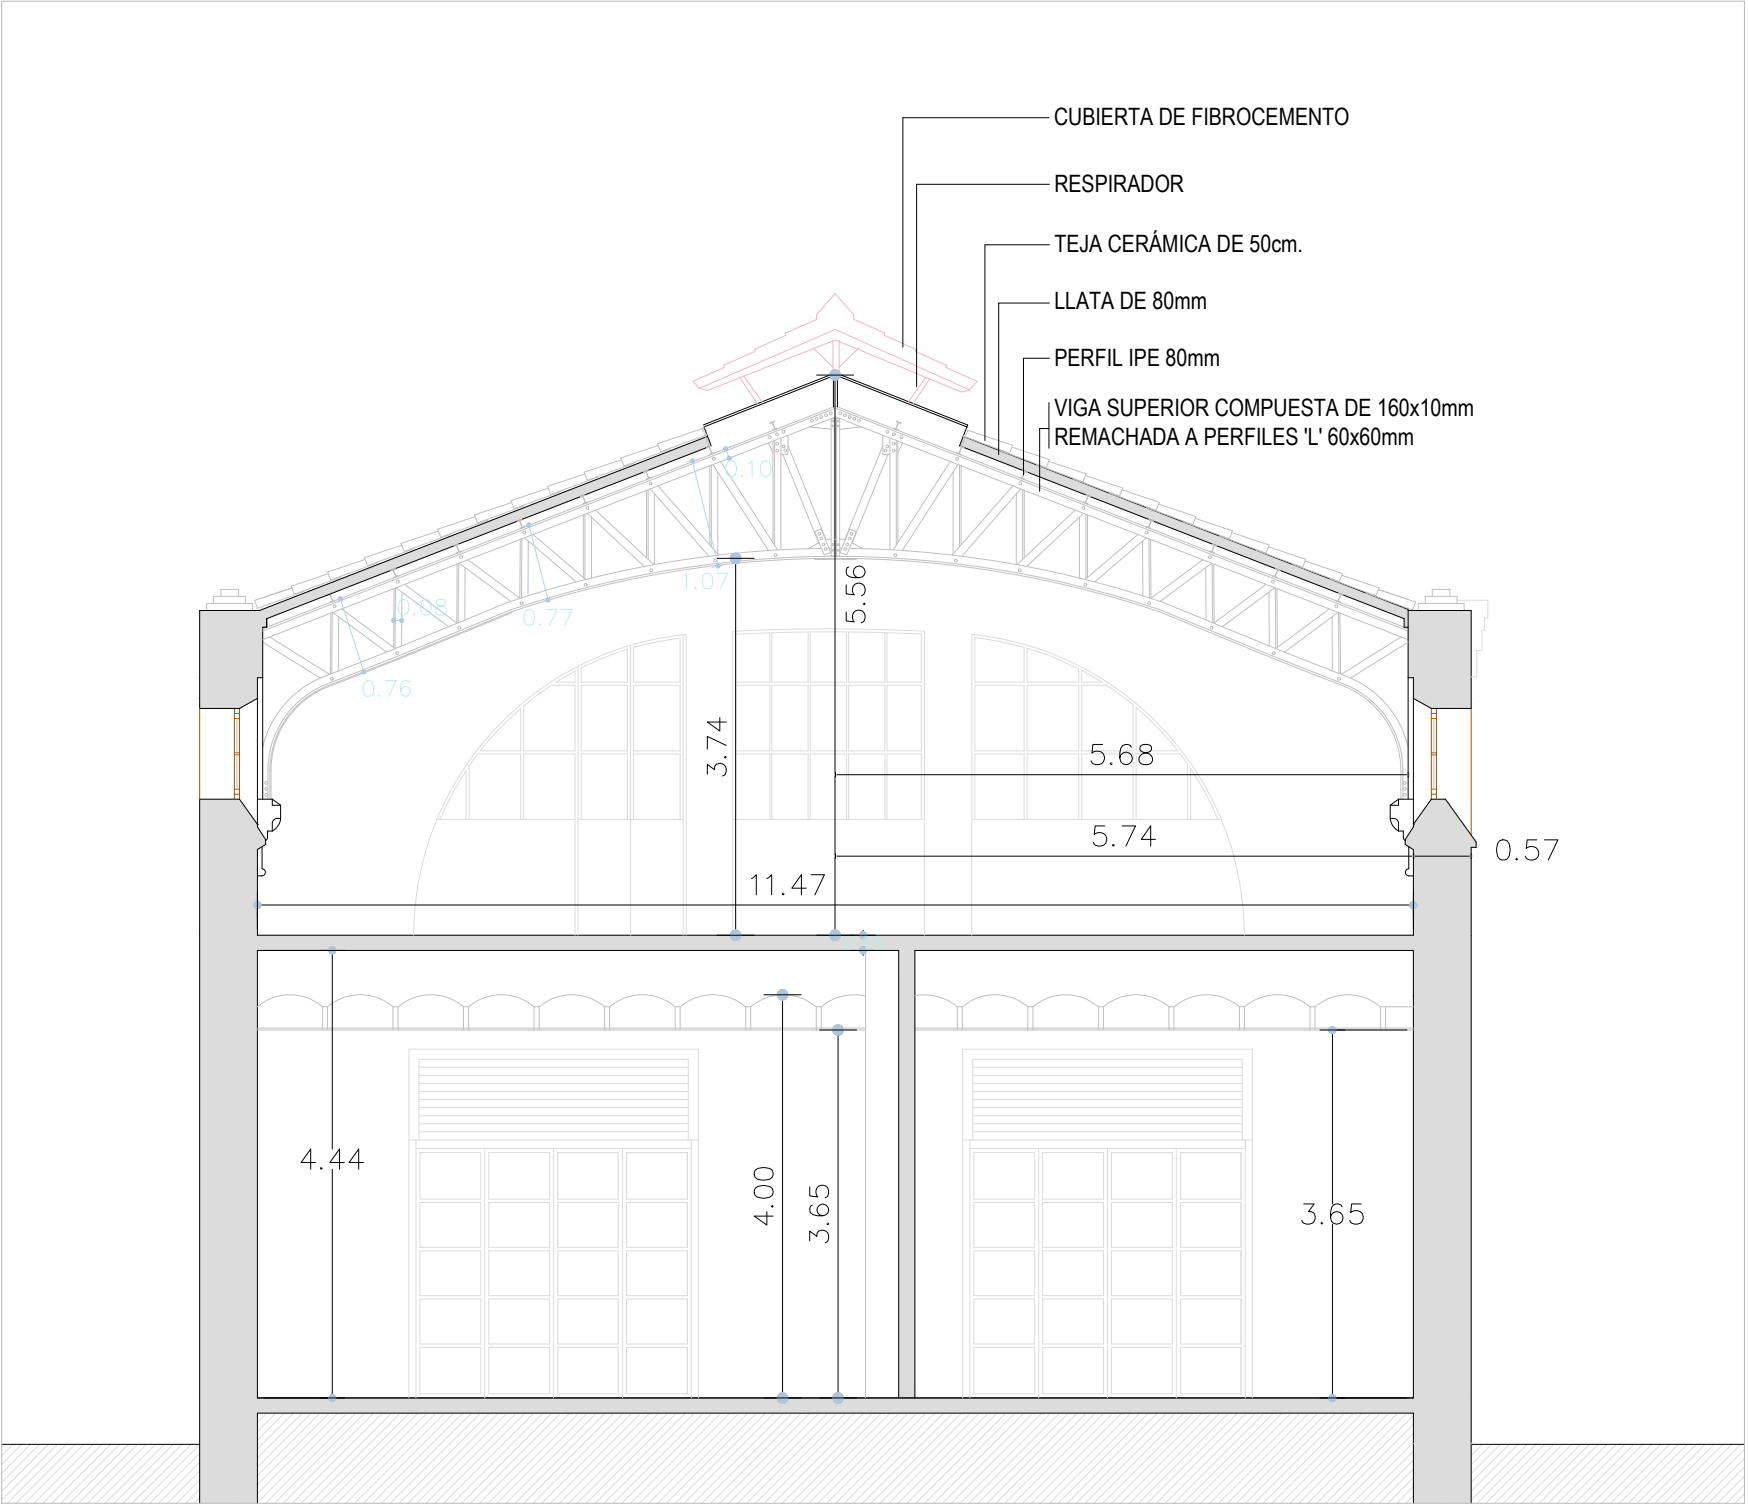 CUBIERTA DE FIBROCEMENTO
RESPIRADOR
TEJA CERÁMICA DE 50cm.
LLATA DE 80mm
PERFIL IPE 80mm
VIGA SUPERIOR COMPUESTA DE 160x10mm
REMACHADA A PERFILES 'L' 60x60mm
0.10
1.07
0.77
0.08
0.76
5.56
3.74
5.68
5.74
0.57
11.47
4.44
4.00
3.65
3.65